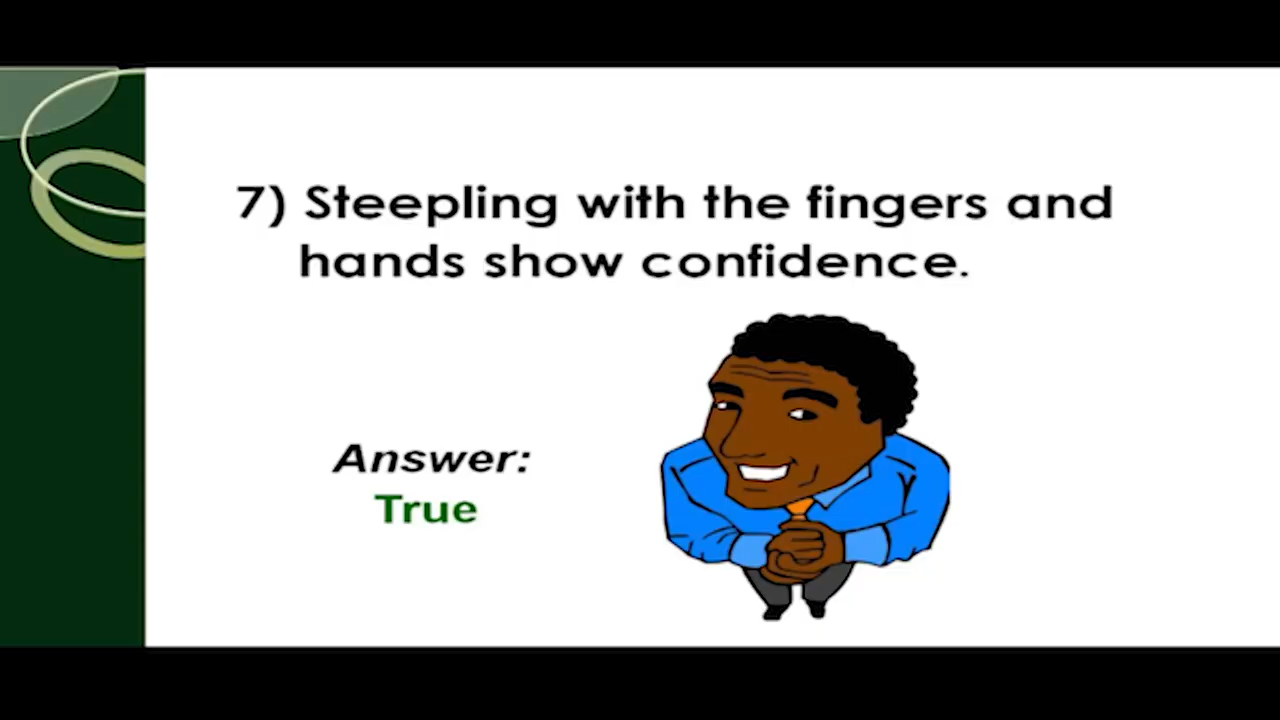 7) Steepling with the fingers and
hands show confidence.
Answer:
True